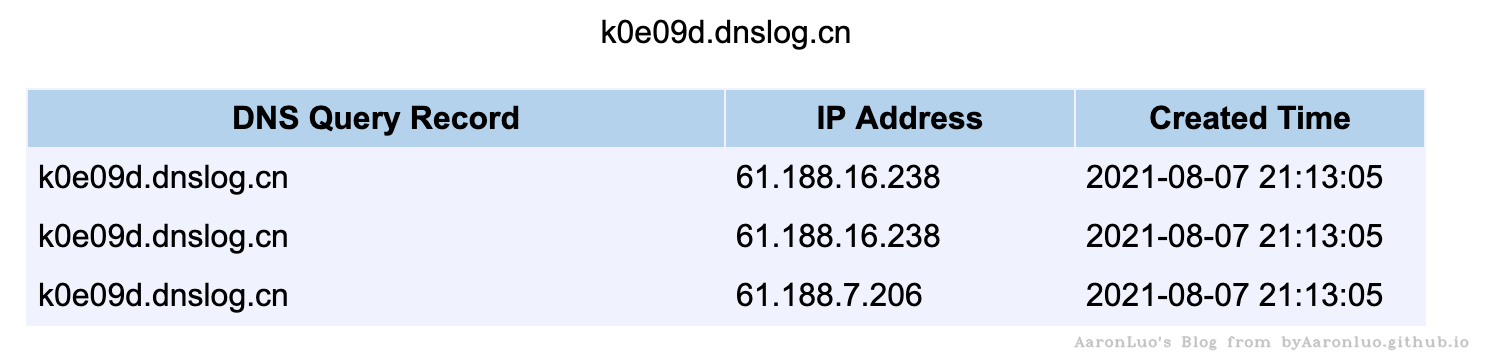 k0e09d.dnslog.cn
DNS Query Record IP Address Created Time
k0e09d.dnslog.cn 61.188.16.238 2021-08-07 21:13:05
k0e09d.dnslog.cn 61.188.16.238 2021-08-07 21:13:05
k0e09d.dnslog.cn 61.188.7.206 2021-08-07 21:13:05
AaronLuo's Blog from byAaronluo.github.io